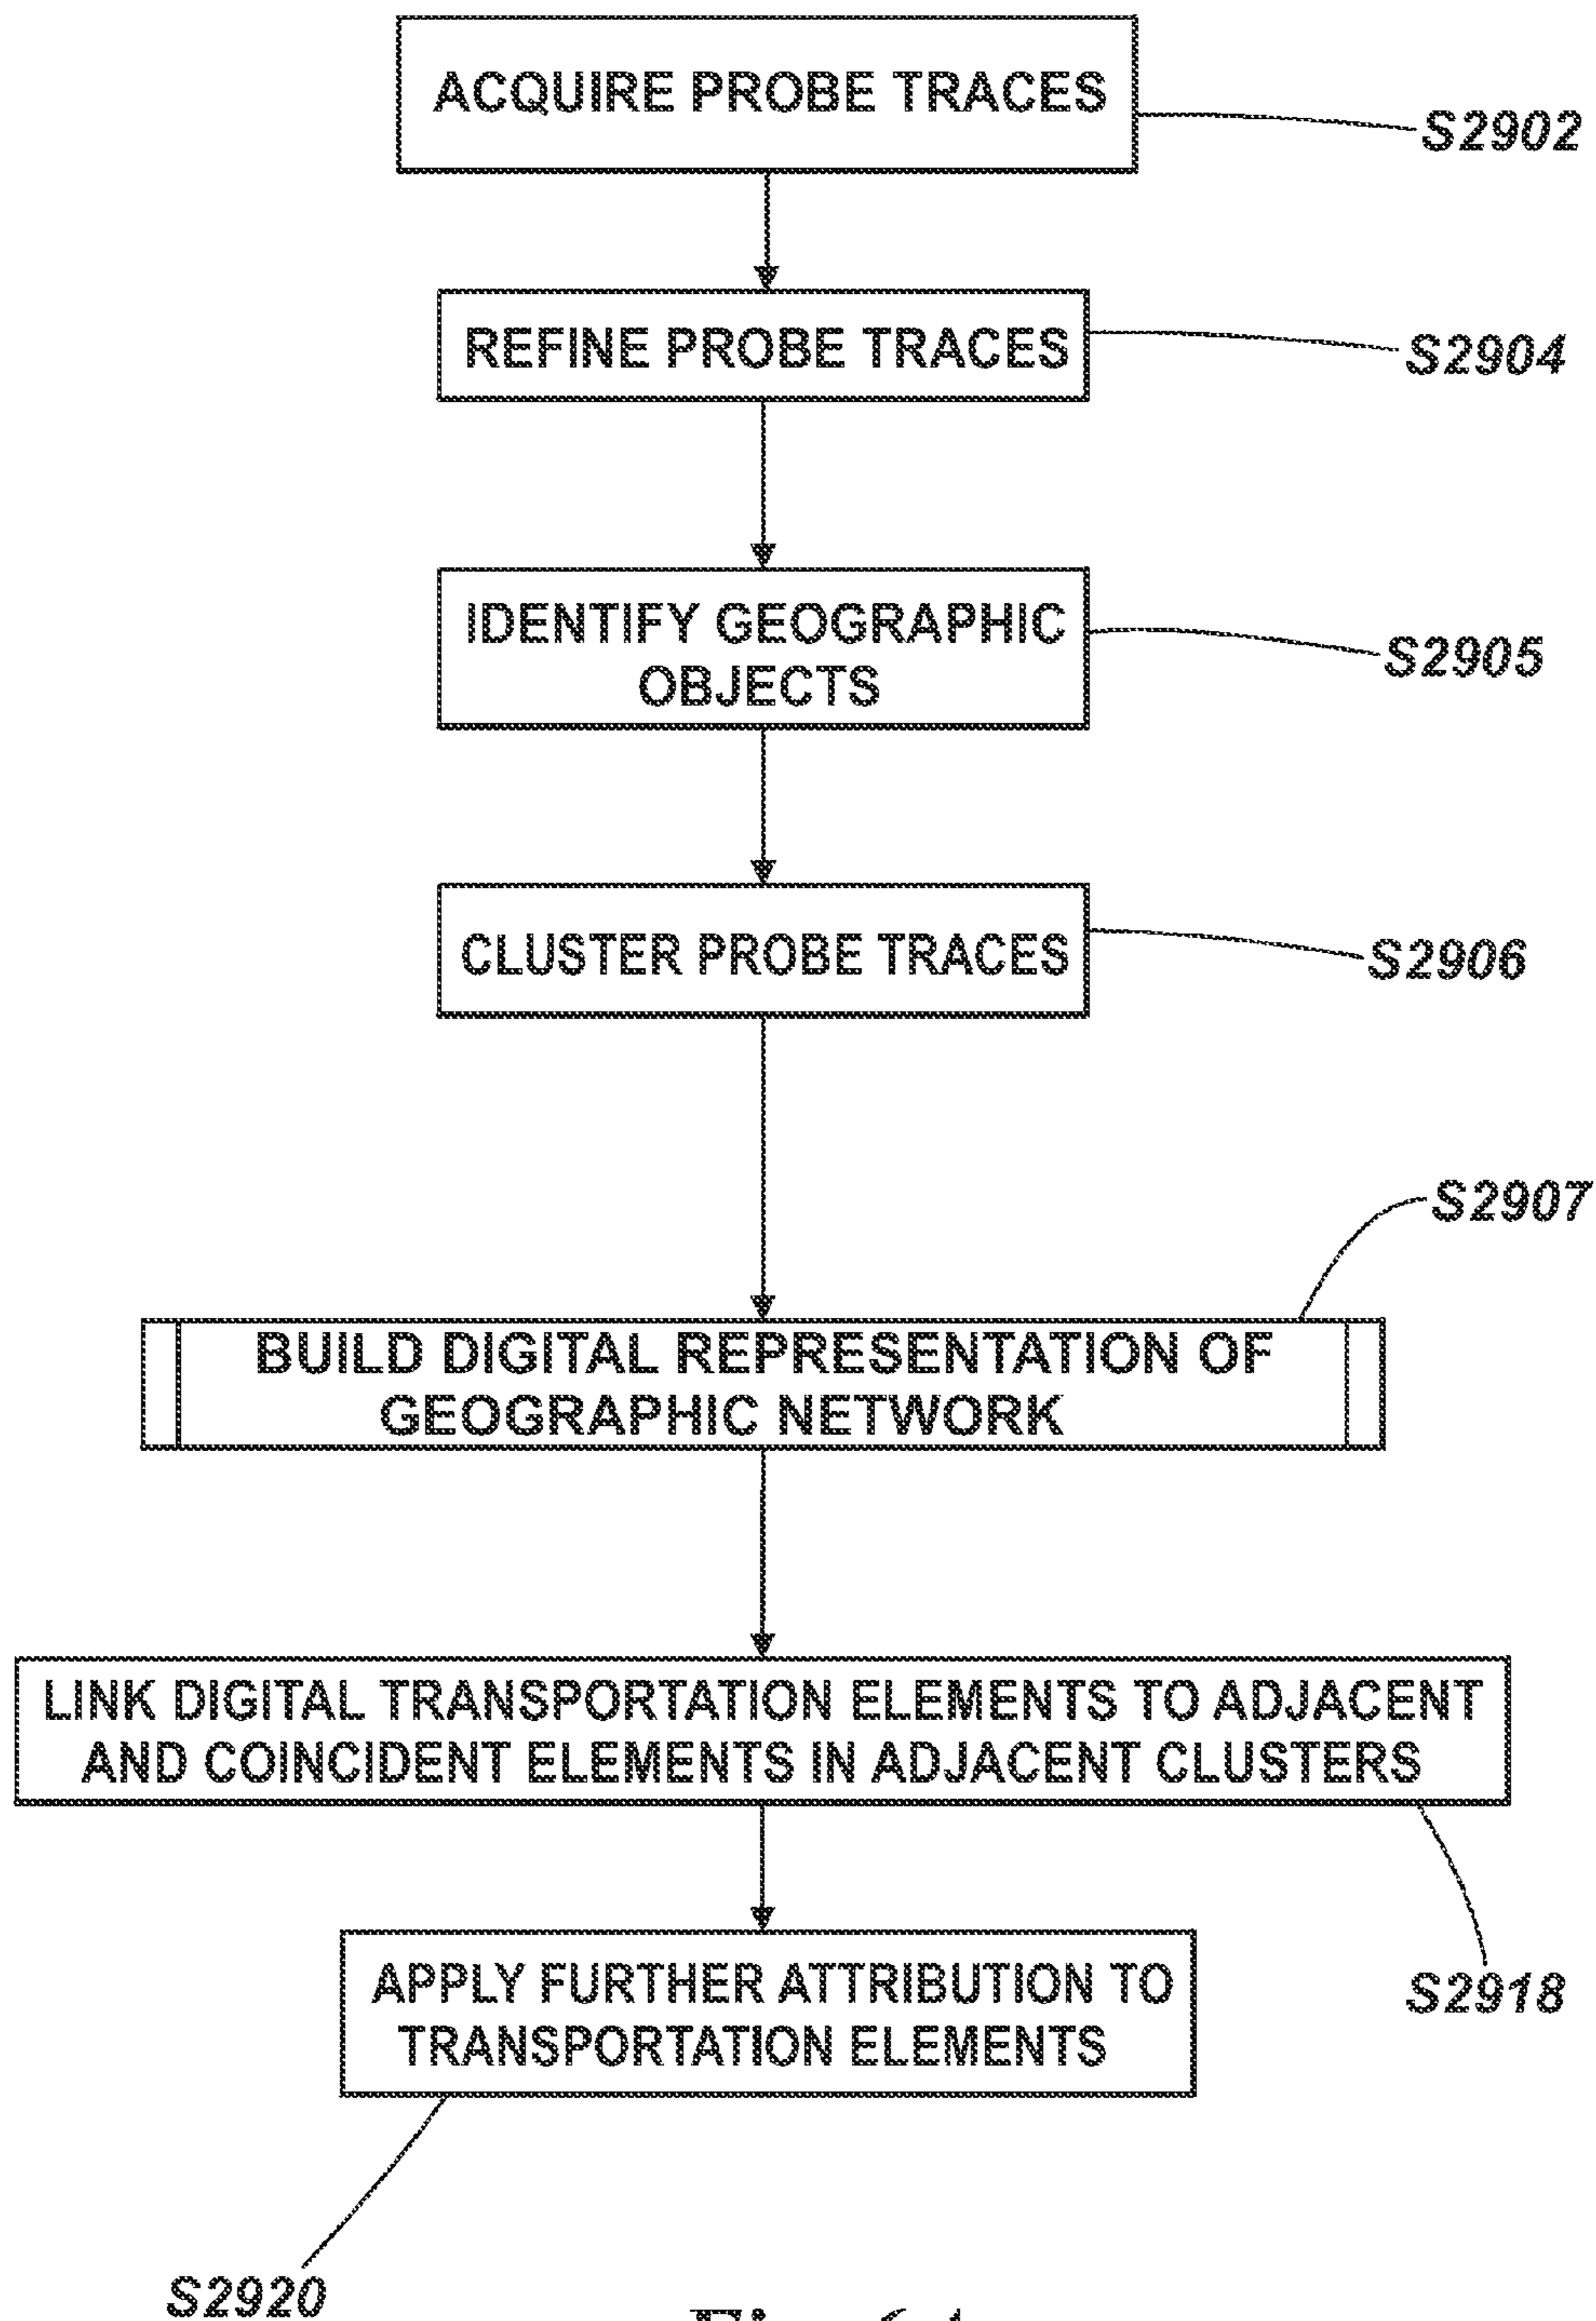 ACQUIRE PROBE TRACES
S2902
REFINE PROBE TRACES
S2904
IDENTIFY GEOGRAPHIC
OBJECTS
S2905
CLUSTER PROBE TRACES
S2906
S2907
BUILD DIGITAL REPRESENTATION OF
GEOGRAPHIC NETWORK
LINK DIGITAL TRANSPORTATION ELEMENTS TO ADJACENT
AND COINCIDENT ELEMENTS IN ADJACENT CLUSTERS
S2918
APPLY FURTHER ATTRIBUTION TO
TRANSPORTATION ELEMENTS
S2920